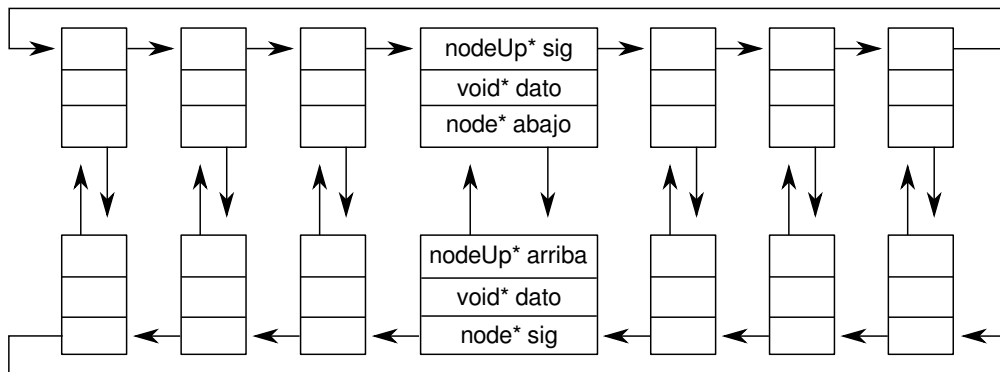 nodeUp* sig
void* dato
node* abajo
nodeUp* arriba
void* dato
node* sig